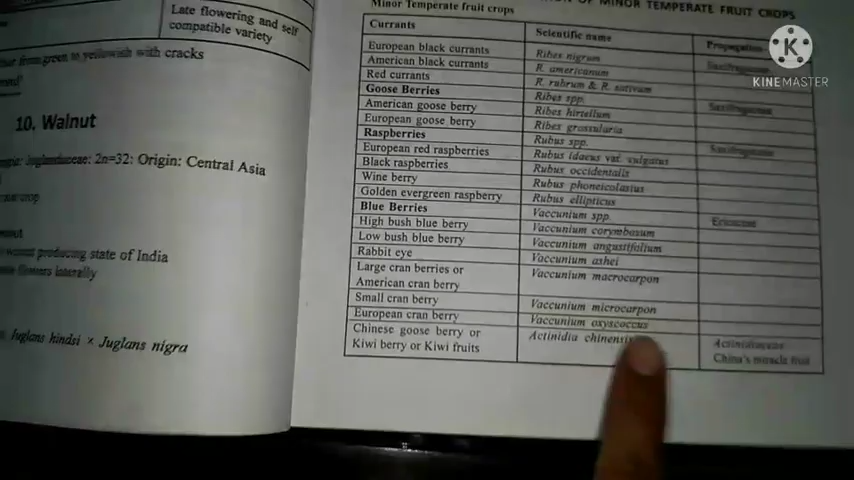 Late flowering and self
compatible variety
from green to yellowish with cracks
10. Walnut
Juglandaceae: 2n=32: Origin: Central Asia
producing state of India
flowers laterally
Juglans hindsi × Juglans nigra
OF MINOR TEMPERATE FRUIT CROPS
Minor Temperate fruit crops
Currants Scientific name Propagation
European black currants Ribes nigrum
American black currants R. americanum
Red currants R. rubrum & R. sativum
Goose Berries Ribes spp.
American goose berry Ribes hirtellum
European goose berry Ribes grossularia
Raspberries Rubus spp.
European red raspberries Rubus idaeus var. vulgatus
Black raspberries Rubus occidentalis
Wine berry Rubus phoneicolasius
Golden evergreen raspberry Rubus ellipticus
Blue Berries Vaccinium spp.
High bush blue berry Vaccinium corymbosum
Low bush blue berry Vaccinium angustifolium
Rabbit eye Vaccinium ashei
Large cran berries or Vaccinium macrocarpon
American cran berry
Small cran berry Vaccinium microcarpon
European cran berry Vaccinium oxyscoccus
Chinese goose berry or Actinidia chinensis Actinidiaceae
Kiwi berry or Kiwi fruits China's miracle fruit
KINEMASTER